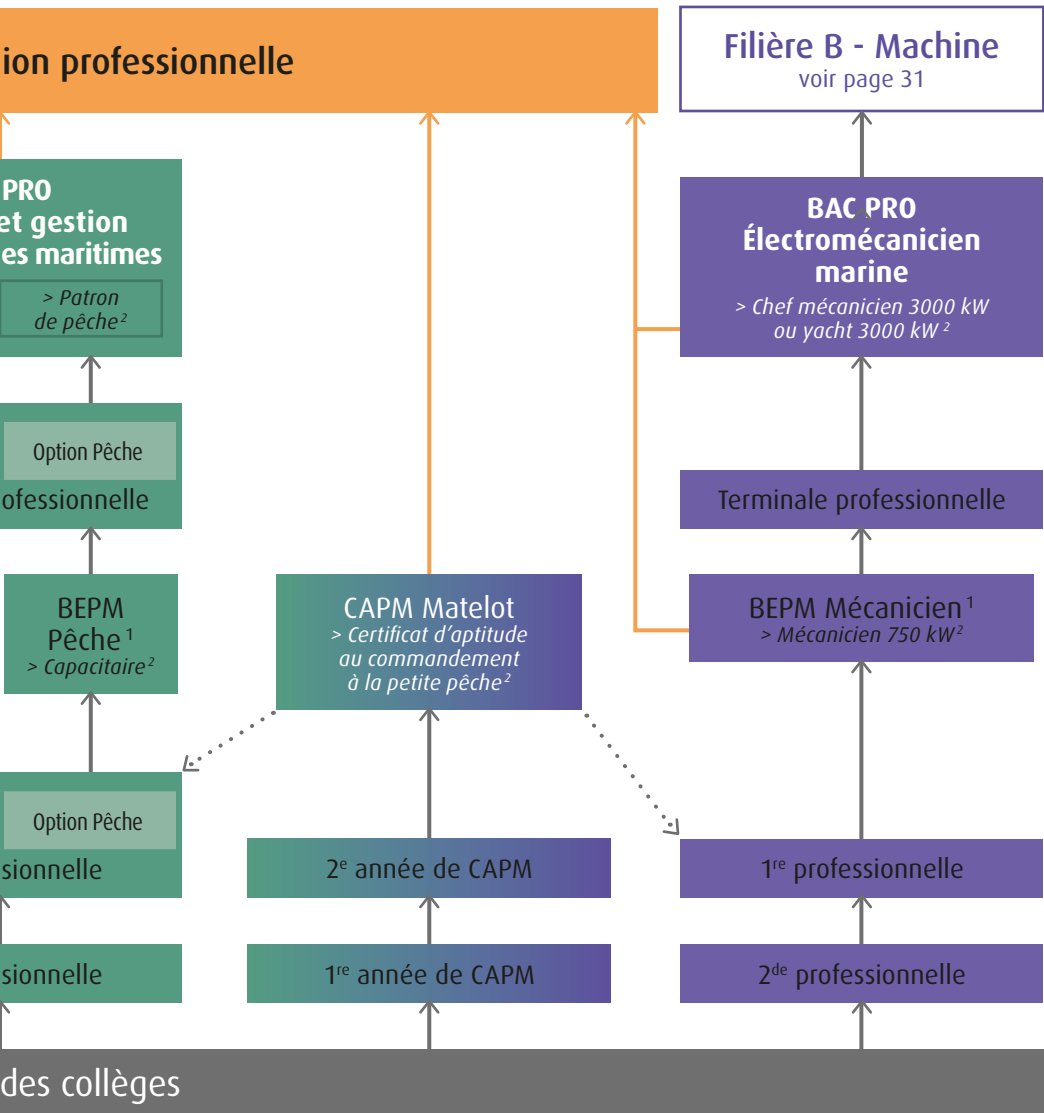 ion professionnelle
Filière B - Machine
voir page 31
PRO
et gestion
es maritimes
> Patron
de pêche ²
BAC PRO
Électromécanicien
marine
> Chef mécanicien 3000 kW
ou yacht 3000 kW ²
Option Pêche
ofessionnelle
Terminale professionnelle
BEPM
Pêche ¹
> Capacitaire ²
CAPM Matelot
> Certificat d’aptitude
au commandement
à la petite pêche ²
BEPM Mécanicien ¹
> Mécanicien 750 kW ²
Option Pêche
sionnelle
2e année de CAPM
1re professionnelle
sionnelle
1re année de CAPM
2de professionnelle
des collèges